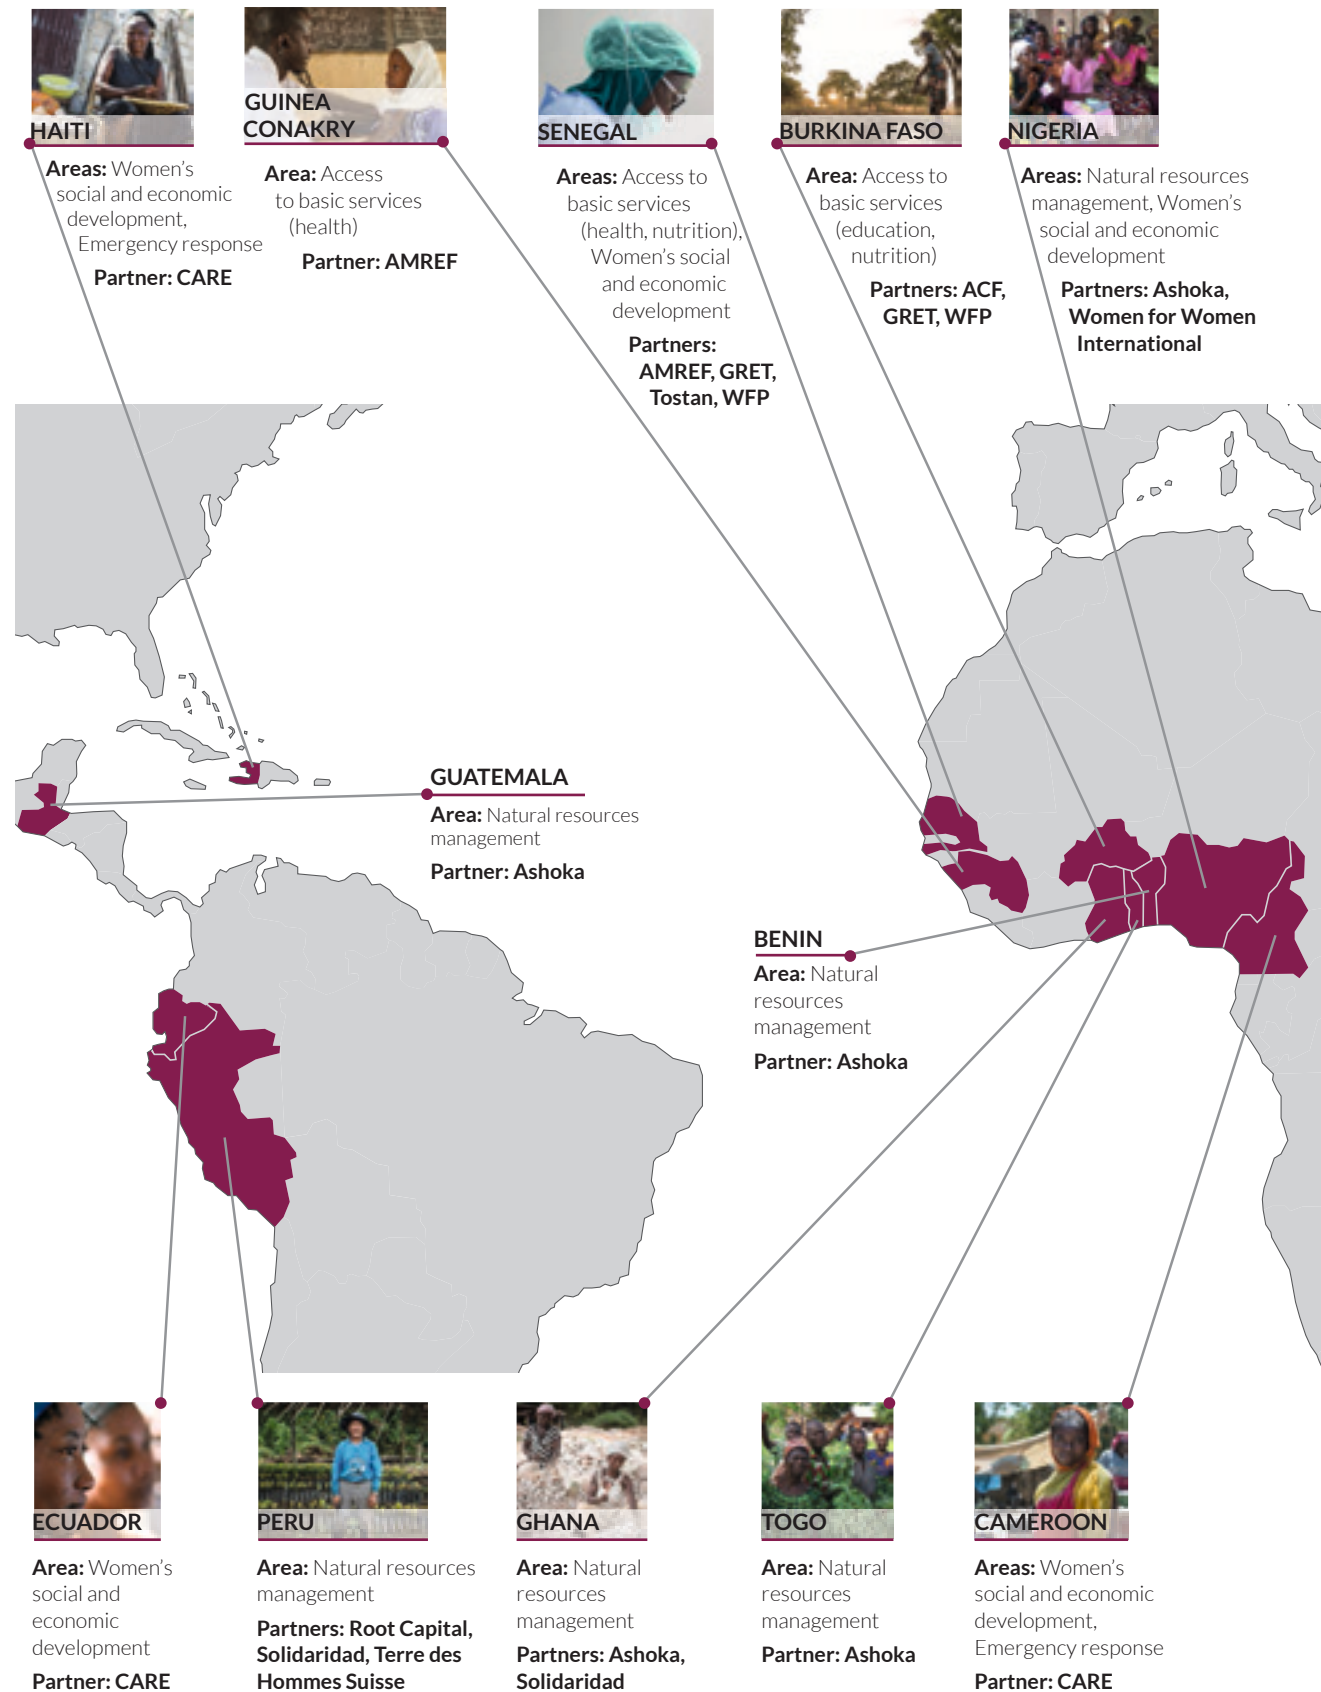 HAITI
Areas: Women's
social and economic
development,
Emergency response
Partner: CARE
GUINEA
CONAKRY
Area: Access
to basic services
(health)
Partner: AMREF
SENEGAL
Areas: Access to
basic services
(health, nutrition),
Women's social
and economic
development
Partners:
AMREF, GRET,
Tostan, WFP
BURKINA FASO
Area: Access to
basic services
(education,
nutrition)
Partners: ACF,
GRET, WFP
NIGERIA
Areas: Natural resources
management, Women's
social and economic
development
Partners: Ashoka,
Women for Women
International
GUATEMALA
Area: Natural resources
management
Partner: Ashoka
BENIN
Area: Natural
resources
management
Partner: Ashoka
ECUADOR
Area: Women's
social and
economic
development
Partner: CARE
PERU
Area: Natural resources
management
Partners: Root Capital,
Solidaridad, Terre des
Hommes Suisse
GHANA
Area: Natural
resources
management
Partners: Ashoka,
Solidaridad
TOGO
Area: Natural
resources
management
Partner: Ashoka
CAMEROON
Areas: Women's
social and economic
development,
Emergency response
Partner: CARE